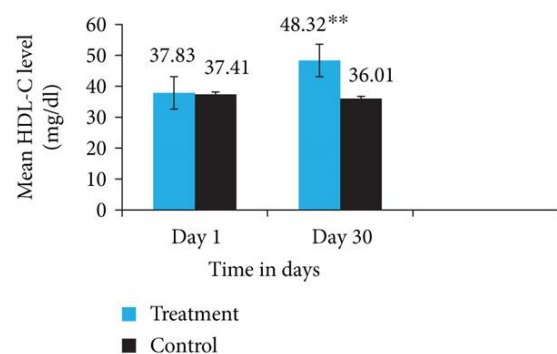 Mean HDL-C level
(mg/dl)
60
50
40
30
20
10
0
37.83
37.41
48.32**
36.01
Day 1
Day 30
Time in days
Treatment
Control